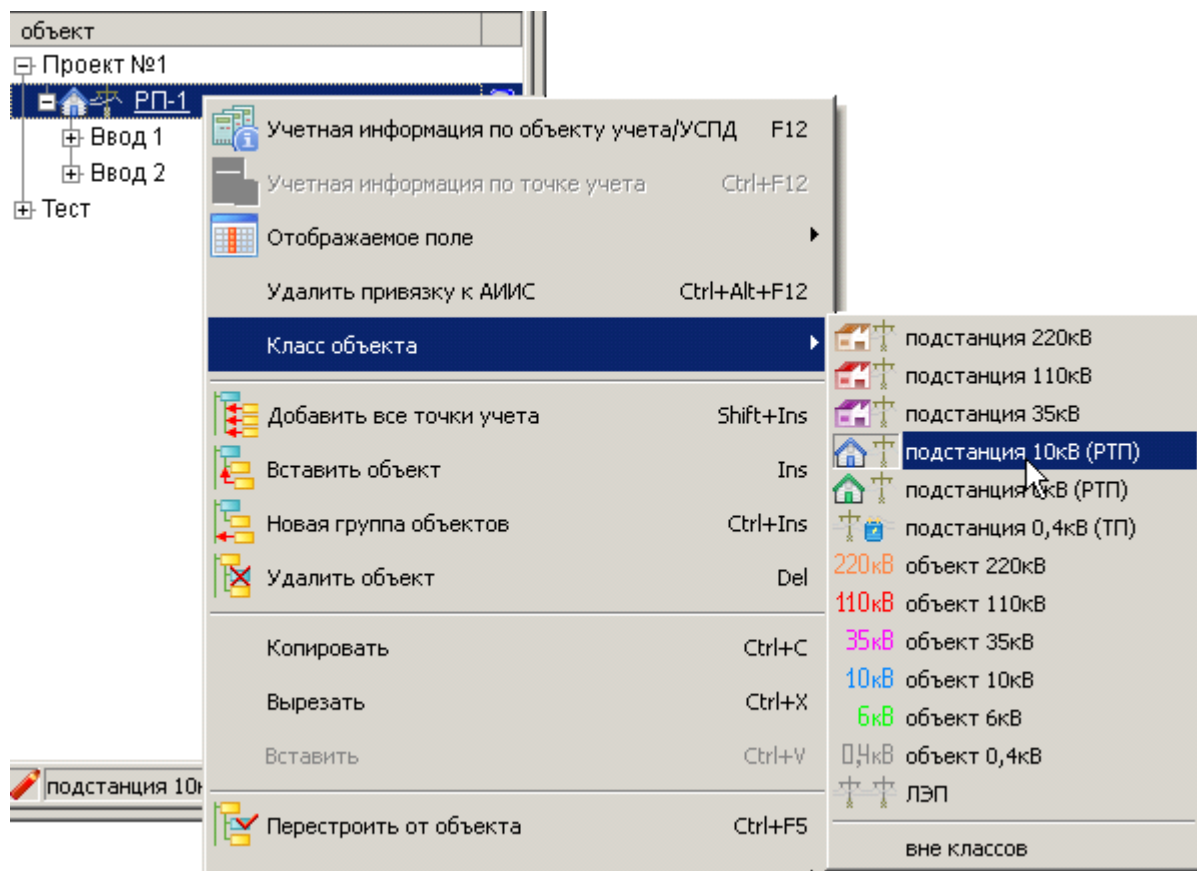 объект
Проект №1
РП-1
Ввод 1
Ввод 2
Тест
Учетная информация по объекту учета/УСПД F12
Учетная информация по точке учета Ctrl+F12
Отображаемое поле
Удалить привязку к АИИС Ctrl+Alt+F12
Класс объекта
Добавить все точки учета Shift+Ins
Вставить объект Ins
Новая группа объектов Ctrl+Ins
Удалить объект Del
Копировать Ctrl+C
Вырезать Ctrl+X
Вставить Ctrl+V
Перестроить от объекта Ctrl+F5
подстанция 220кВ
подстанция 110кВ
подстанция 35кВ
подстанция 10кВ (РТП)
подстанция 6кВ (РТП)
подстанция 0,4кВ (ТП)
220кВ объект 220кВ
110кВ объект 110кВ
35кВ объект 35кВ
10кВ объект 10кВ
6кВ объект 6кВ
0,4кВ объект 0,4кВ
ЛЭП
вне классов
подстанция 10